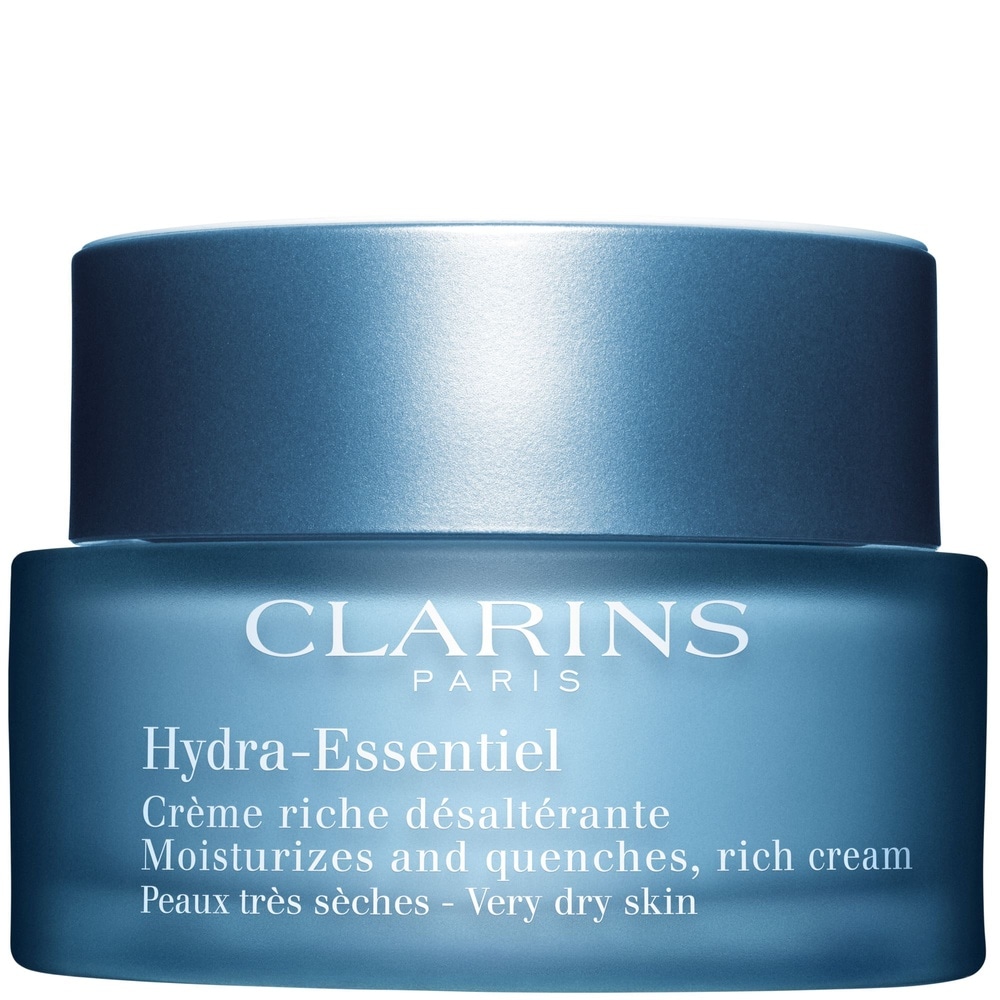 CLARINS
PARIS
Hydra-Essentiel
Crème riche désaltérante
Moisturizes and quenches, rich cream
Peaux très sèches - Very dry skin